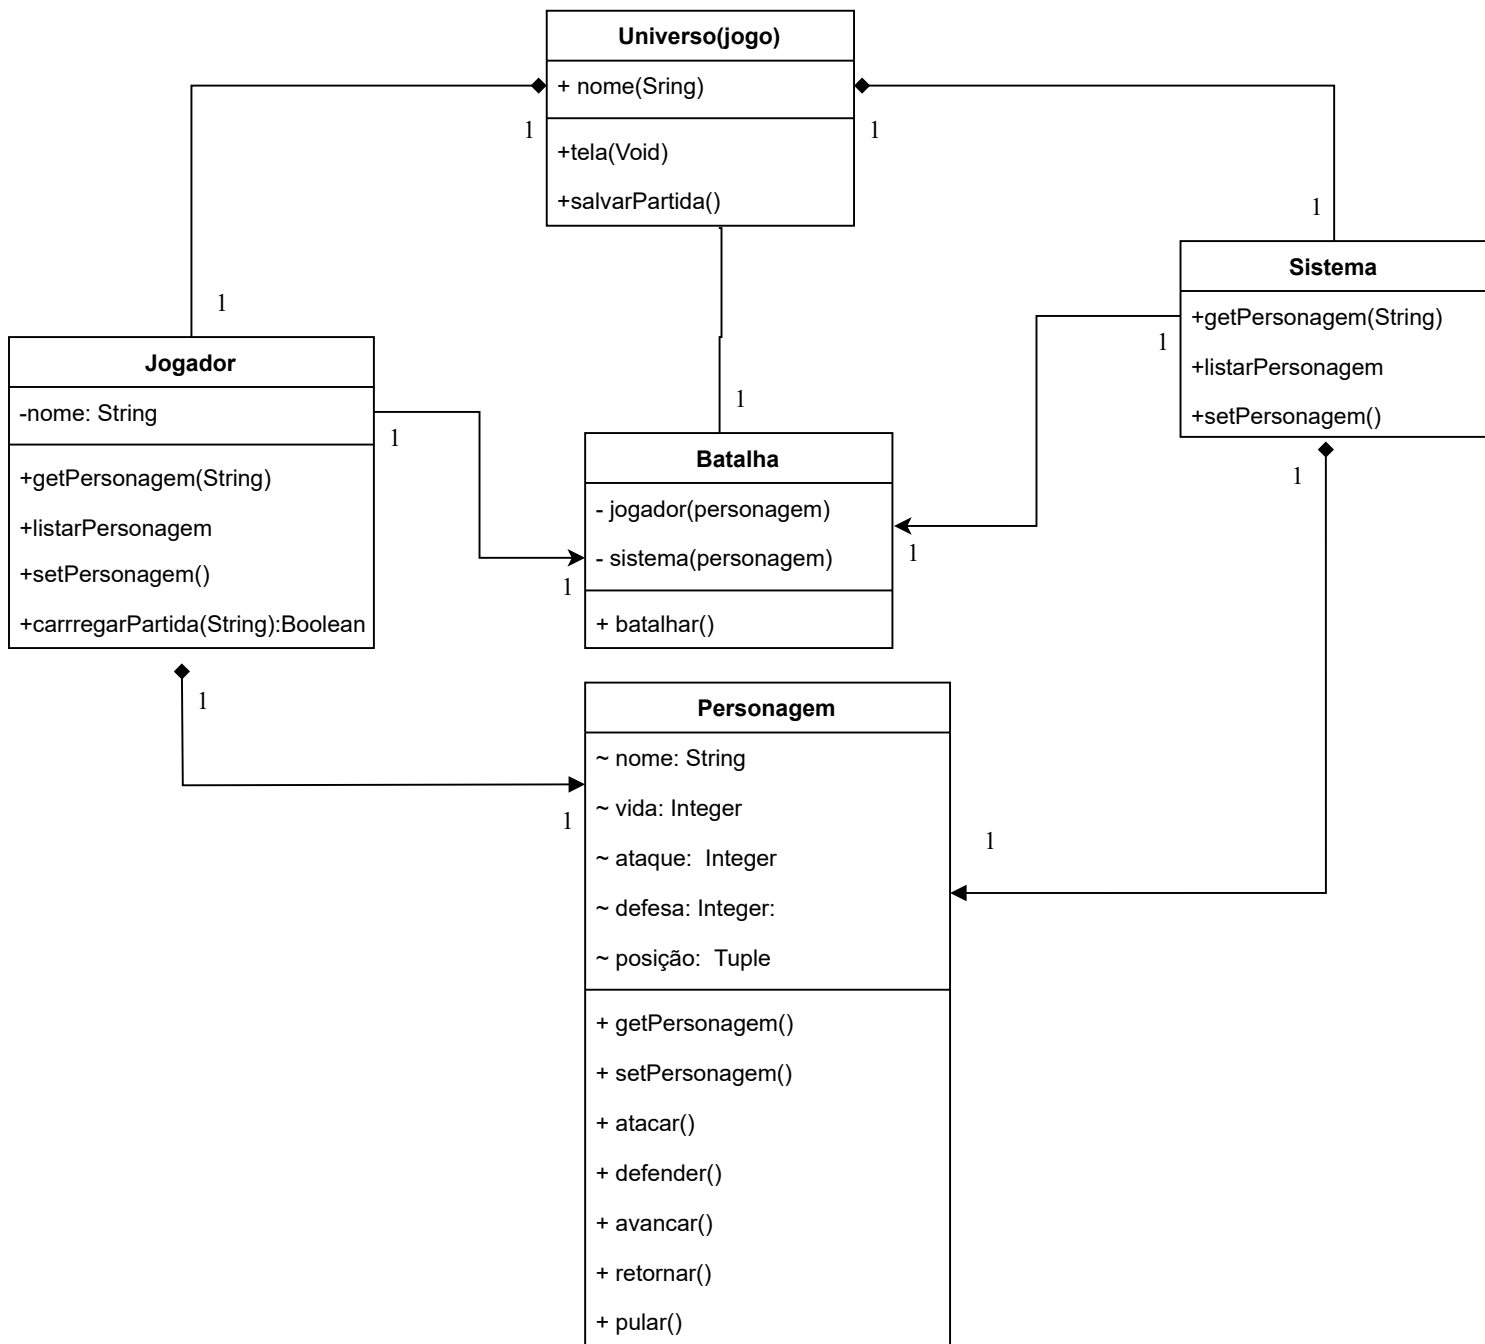 Universo(jogo)
+ nome(Sring)
+tela(Void)
+salvarPartida()
1
1
1
1
1
Sistema
+getPersonagem(String)
+listarPersonagem
+setPersonagem()
1
1
Jogador
-nome: String
+getPersonagem(String)
+listarPersonagem
+setPersonagem()
+carrregarPartida(String):Boolean
1
1
Batalha
- jogador(personagem)
- sistema(personagem)
+ batalhar()
1
1
1
Personagem
~ nome: String
~ vida: Integer
~ ataque:  Integer
~ defesa: Integer:
~ posição:  Tuple
+ getPersonagem()
+ setPersonagem()
+ atacar()
+ defender()
+ avancar()
+ retornar()
+ pular()
1
1